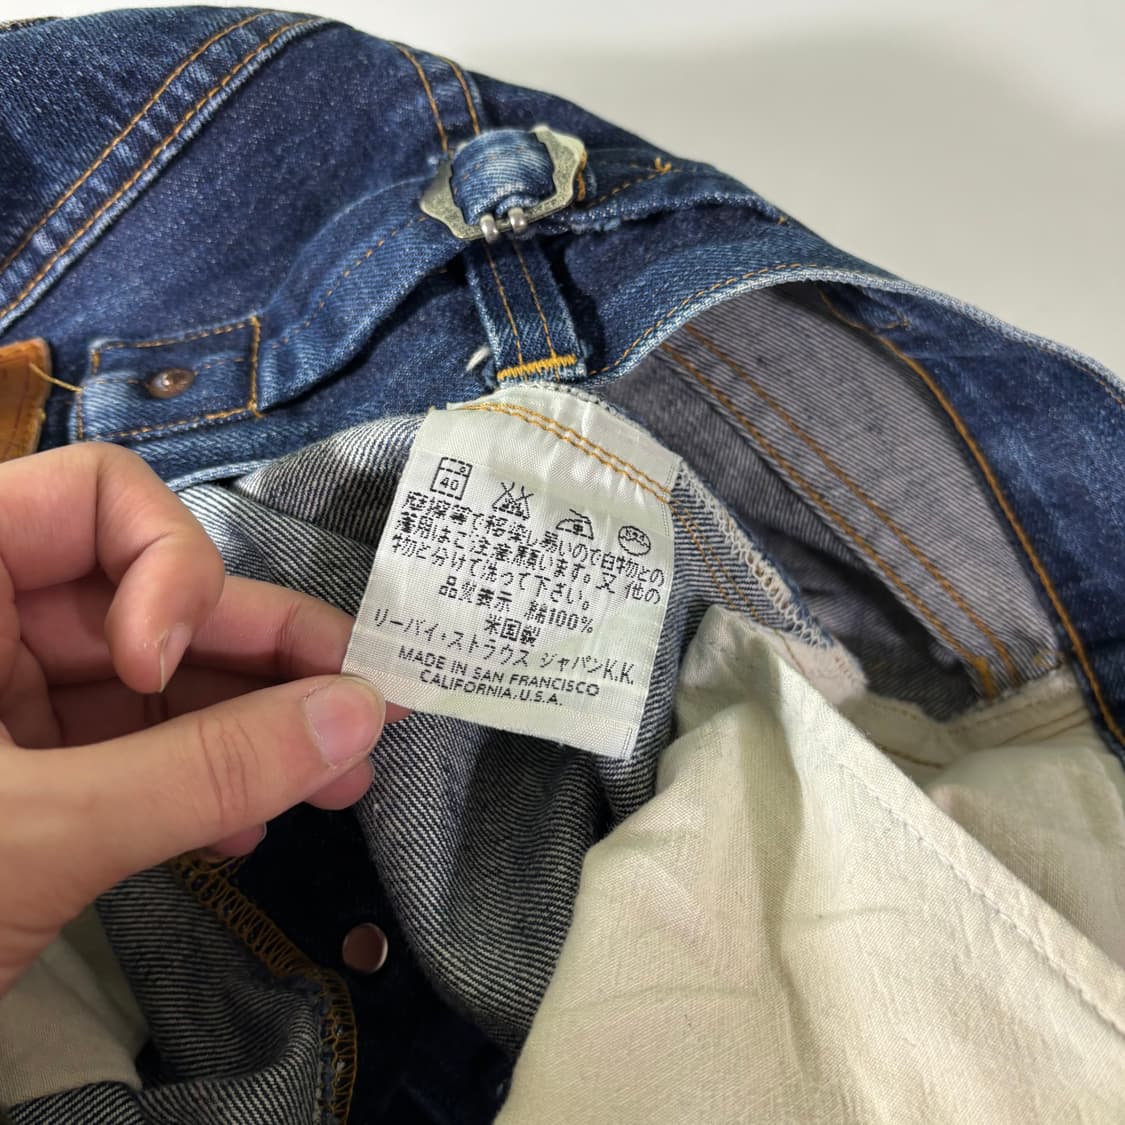 40
摩擦等で移染し易いので白物との
着用はご注意願います。又他の
物と分けて洗って下さい。
品質表示 綿100%
米国製
リーバイ・ストラウス ジャパンK.K.
MADE IN SAN FRANCISCO
CALIFORNIA, U.S.A.